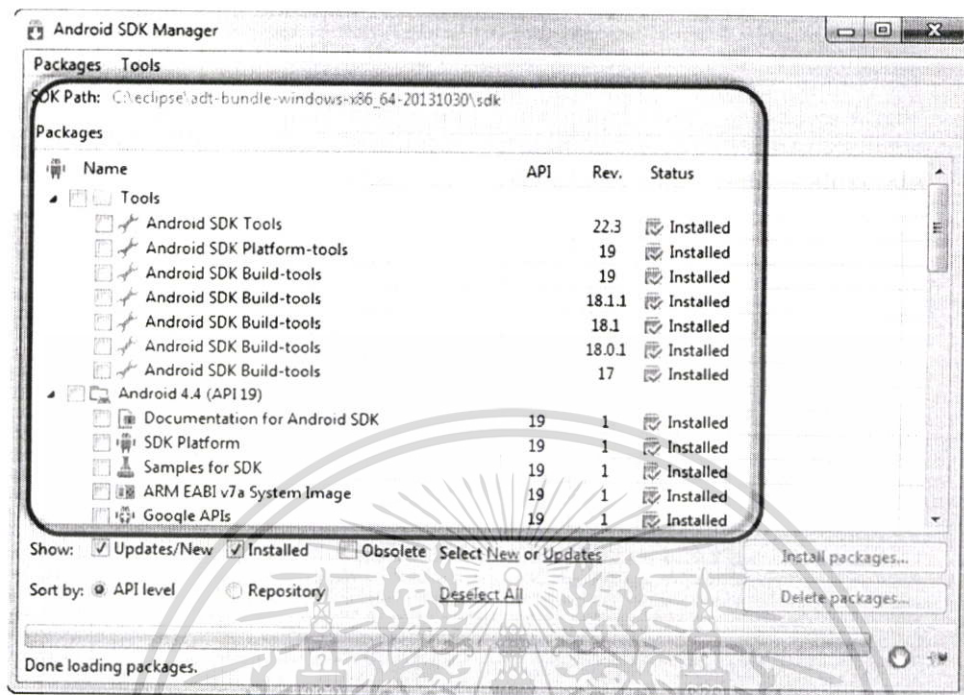 Android SDK Manager
Packages Tools
SDK Path: C:\eclipse\adt-bundle-windows-x86_64-20131030\sdk
Packages
Name API Rev. Status
Tools
Android SDK Tools 22.3 Installed
Android SDK Platform-tools 19 Installed
Android SDK Build-tools 19 Installed
Android SDK Build-tools 18.1.1 Installed
Android SDK Build-tools 18.1 Installed
Android SDK Build-tools 18.0.1 Installed
Android SDK Build-tools 17 Installed
Android 4.4 (API 19)
Documentation for Android SDK 19 1 Installed
SDK Platform 19 1 Installed
Samples for SDK 19 1 Installed
ARM EABI v7a System Image 19 1 Installed
Google APIs 19 1 Installed
Show: Updates/New Installed Obsolete Select New or Updates Install packages...
Sort by: API level Repository Deselect All Delete packages...
Done loading packages.